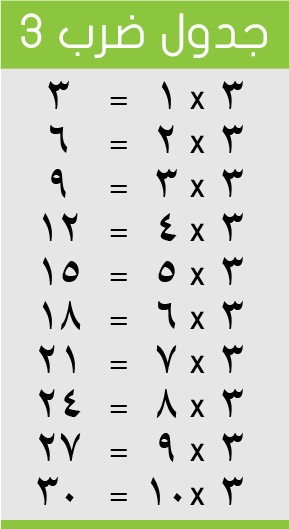 جدول ضرب 3
٣ x ١ = ٣
٣ x ٢ = ٦
٣ x ٣ = ٩
٣ x ٤ = ١٢
٣ x ٥ = ١٥
٣ x ٦ = ١٨
٣ x ٧ = ٢١
٣ x ٨ = ٢٤
٣ x ٩ = ٢٧
٣ x ١٠ = ٣٠